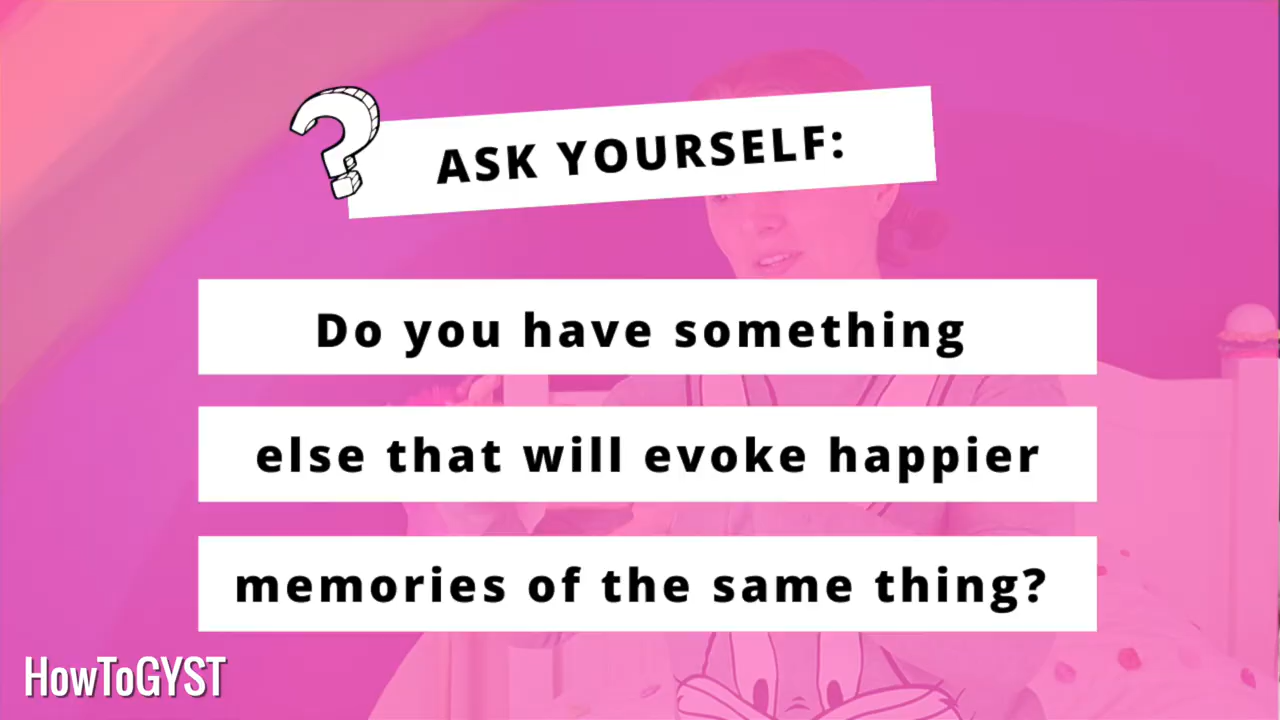 ASK YOURSELF:
Do you have something
else that will evoke happier
memories of the same thing?
HowToGYST